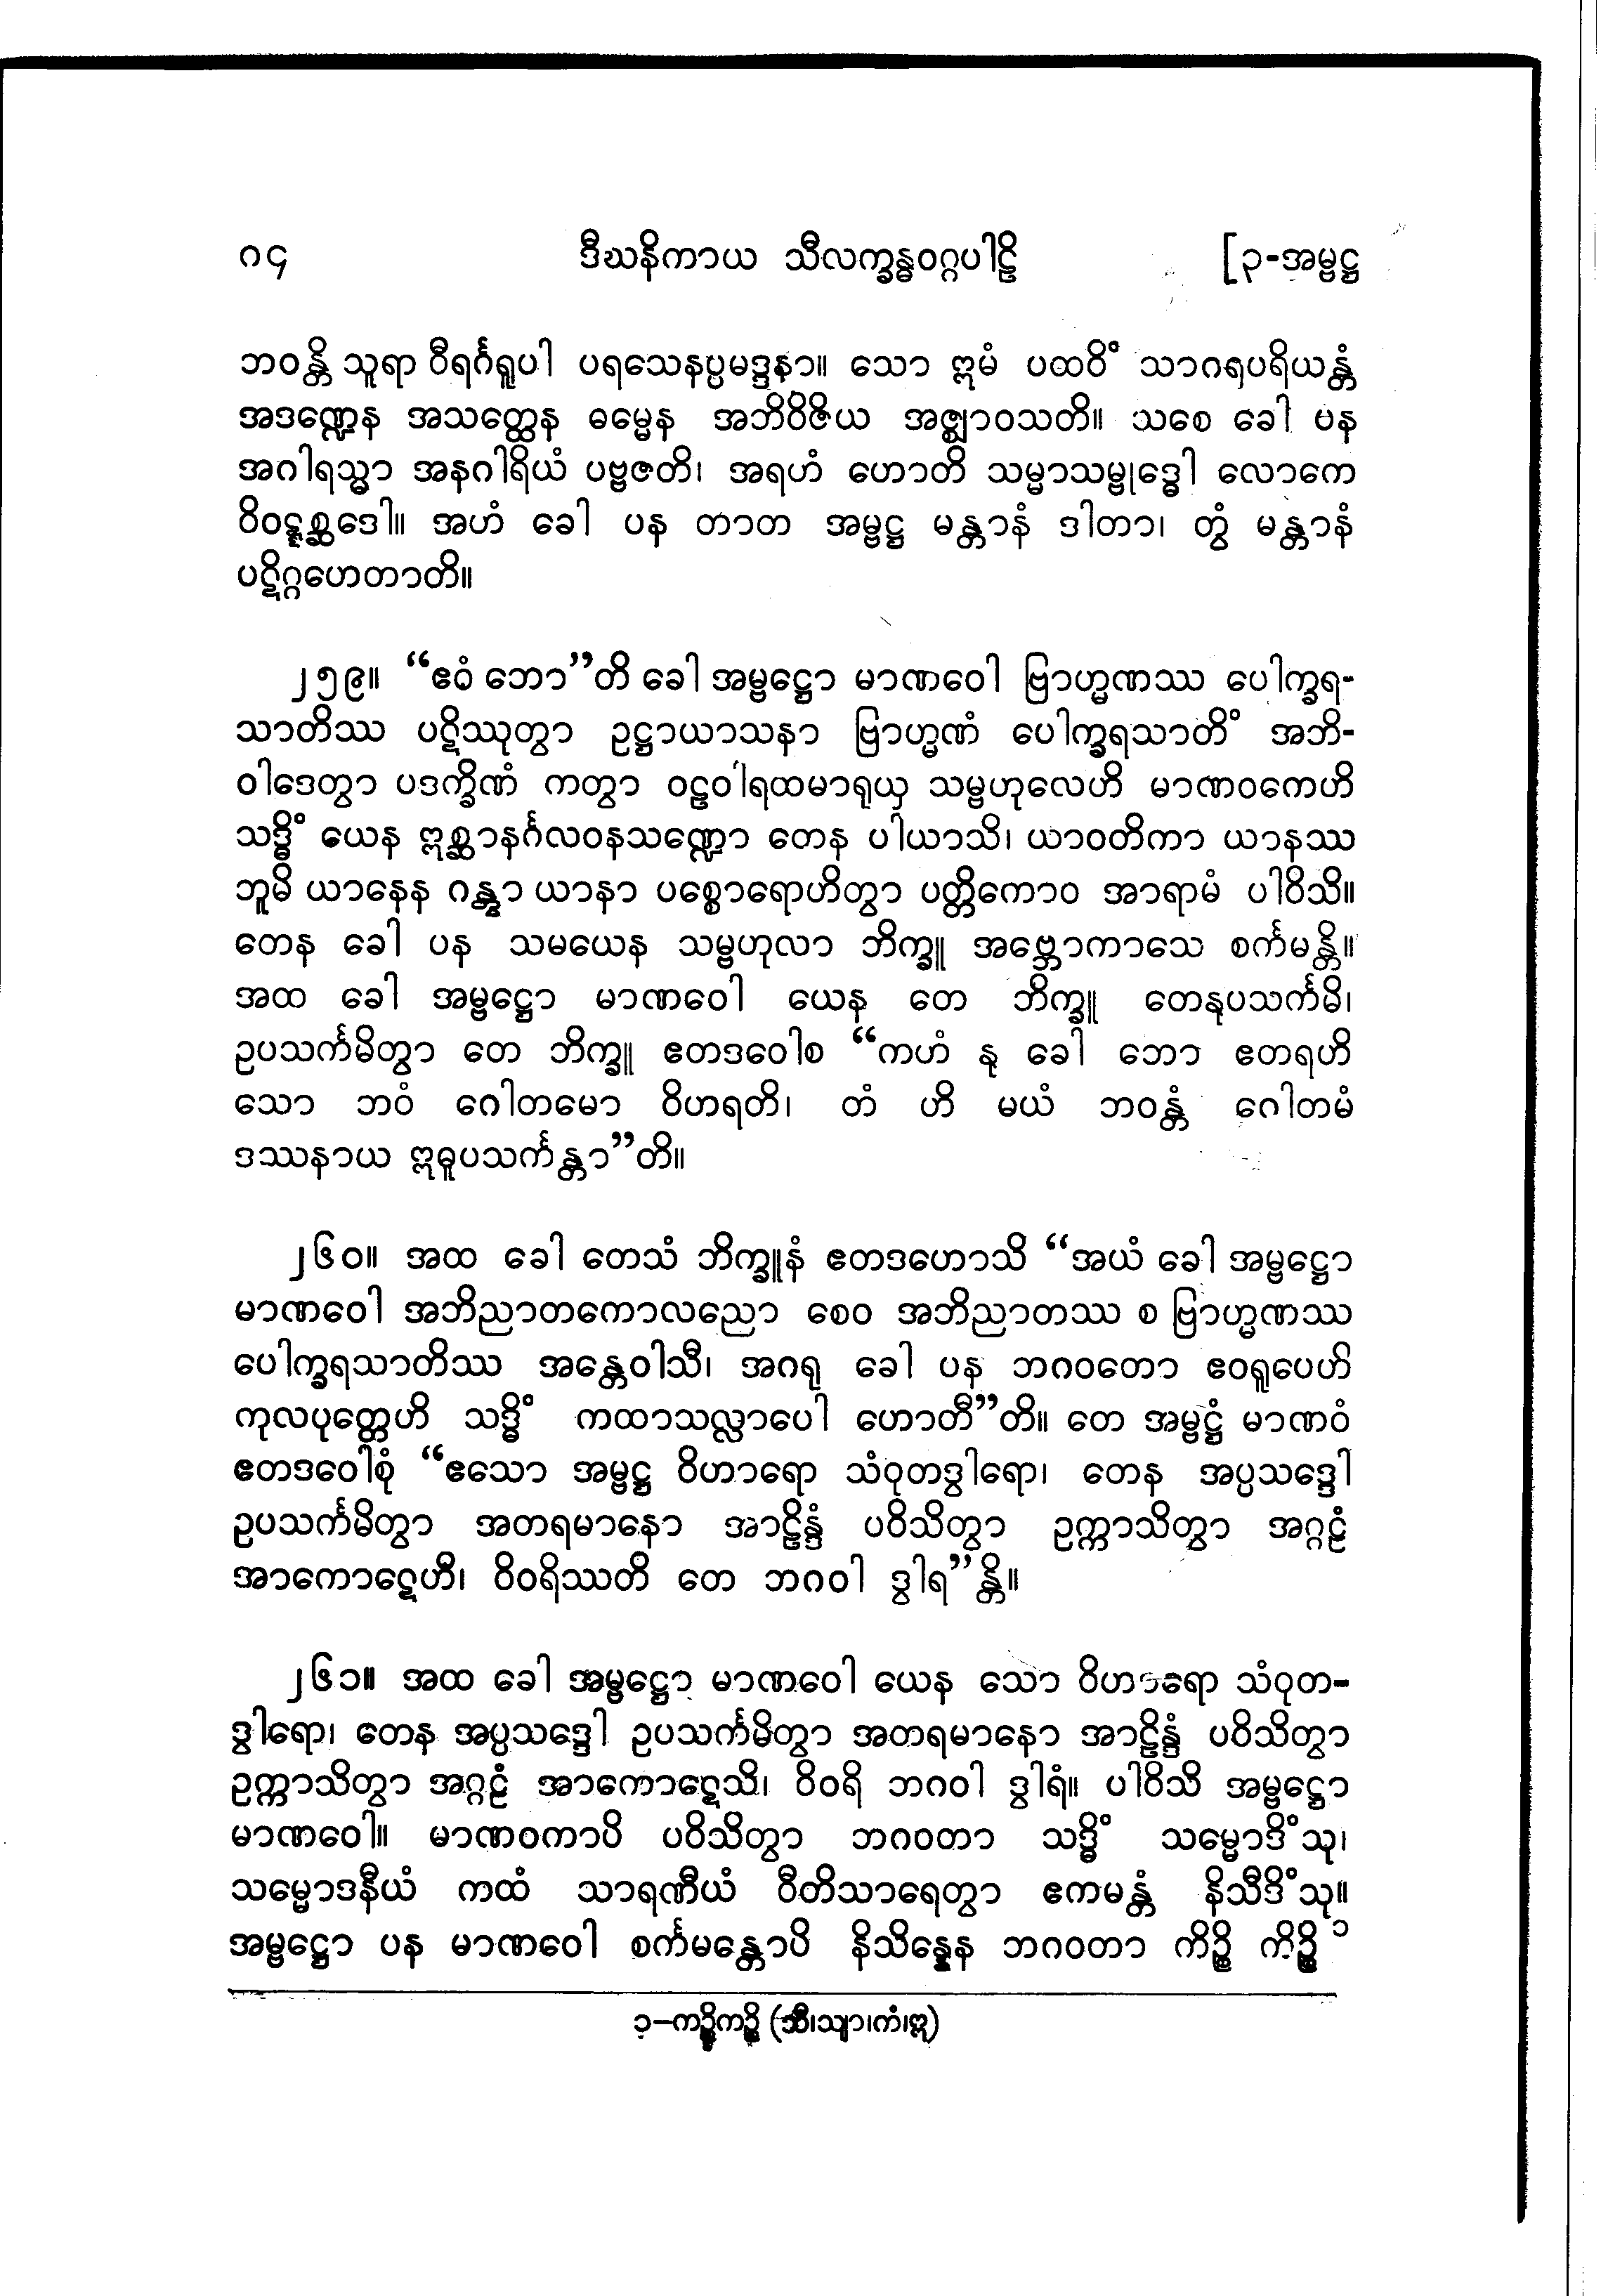 ၈၄ ဒီဃနိကာယ သီလက္ခန္ဓဝဂ္ဂပါဠိ [၃-အမ္ဗဋ္ဌ
ဘဝန္တိ သူရာ ဝီရင်္ဂရူပါ ပရသေနပ္ပမဒ္ဒနာ။ သော ဣမံ ပထဝိံ သာဂရပရိယန္တံ
အဒဏ္ဍေန အသတ္ထေန ဓမ္မေန အဘိဝိဇိယ အဇ္ဈာဝသတိ။ သစေ ခေါ ပန
အဂါရသ္မာ အနဂါရိယံ ပဗ္ဗဇတိ၊ အရဟံ ဟောတိ သမ္မာသမ္ဗုဒ္ဓေါ လောကေ
ဝိဝဋ္ဋစ္ဆဒေါ။ အဟံ ခေါ ပန တာတ အမ္ဗဋ္ဌ မန္တာနံ ဒါတာ၊ တွံ မန္တာနံ
ပဋိဂ္ဂဟေတာတိ။
၂၅၉။ “ဧဝံ ဘော”တိ ခေါ အမ္ဗဋ္ဌော မာဏဝေါ ဗြာဟ္မဏဿ ပေါက္ခရ-
သာတိဿ ပဋိဿုတွာ ဥဋ္ဌာယာသနာ ဗြာဟ္မဏံ ပေါက္ခရသာတိံ အဘိ-
ဝါဒေတွာ ပဒက္ခိဏံ ကတွာ ဝဠဝါရထမာရုယှ သမ္ဗဟုလေဟိ မာဏဝကေဟိ
သဒ္ဓိံ ယေန ဣစ္ဆာနင်္ဂလဝနသဏ္ဍော တေန ပါယာသိ၊ ယာဝတိကာ ယာနဿ
ဘူမိ ယာနေန ဂန္တွာ ယာနာ ပစ္စောရောဟိတွာ ပတ္တိကောဝ အာရာမံ ပါဝိသိ။
တေန ခေါ ပန သမယေန သမ္ဗဟုလာ ဘိက္ခူ အဗ္ဘောကာသေ စင်္ကမန္တိ။
အထ ခေါ အမ္ဗဋ္ဌော မာဏဝေါ ယေန တေ ဘိက္ခူ တေနုပသင်္ကမိ၊
ဥပသင်္ကမိတွာ တေ ဘိက္ခူ ဧတဒဝေါစ “ကဟံ နု ခေါ ဘော ဧတရဟိ
သော ဘဝံ ဂေါတမော ဝိဟရတိ၊ တံ ဟိ မယံ ဘဝန္တံ ဂေါတမံ
ဒဿနာယ ဣဓူပသင်္ကန္တာ”တိ။
၂၆၀။ အထ ခေါ တေသံ ဘိက္ခူနံ ဧတဒဟောသိ “အယံ ခေါ အမ္ဗဋ္ဌော
မာဏဝေါ အဘိညာတကောလညော စေဝ အဘိညာတဿ စ ဗြာဟ္မဏဿ
ပေါက္ခရသာတိဿ အန္တေဝါသီ၊ အဂရု ခေါ ပန ဘဂဝတော ဧဝရူပေဟိ
ကုလပုတ္တေဟိ သဒ္ဓိံ ကထာသလ္လာပေါ ဟောတီ”တိ။ တေ အမ္ဗဋ္ဌံ မာဏဝံ
ဧတဒဝေါစုံ “ဧသော အမ္ဗဋ္ဌ ဝိဟာရော သံဝုတဒွါရော၊ တေန အပ္ပသဒ္ဒေါ
ဥပသင်္ကမိတွာ အတရမာနော အာဠိန္ဒံ ပဝိသိတွာ ဥက္ကာသိတွာ အဂ္ဂဠံ
အာကောဋေဟိ၊ ဝိဝရိဿတိ တေ ဘဂဝါ ဒွါရ”န္တိ။
၂၆၁။ အထ ခေါ အမ္ဗဋ္ဌော မာဏဝေါ ယေန သော ဝိဟာရော သံဝုတ-
ဒွါရော၊ တေန အပ္ပသဒ္ဒေါ ဥပသင်္ကမိတွာ အတရမာနော အာဠိန္ဒံ ပဝိသိတွာ
ဥက္ကာသိတွာ အဂ္ဂဠံ အာကောဋေသိ၊ ဝိဝရိ ဘဂဝါ ဒွါရံ။ ပါဝိသိ အမ္ဗဋ္ဌော
မာဏဝေါ။ မာဏဝကာပိ ပဝိသိတွာ ဘဂဝတာ သဒ္ဓိံ သမ္မောဒိံသု၊
သမ္မောဒနီယံ ကထံ သာရဏီယံ ဝီတိသာရေတွာ ဧကမန္တံ နိသီဒိံသု။
အမ္ဗဋ္ဌော ပန မာဏဝေါ စင်္ကမန္တောပိ နိသိန္နေန ဘဂဝတာ ကိဉ္စိ ကိဉ္စိ ၁
၁–ကဉ္စိကဉ္စိ (သီ၊သျာ၊ကံ၊ဣ)